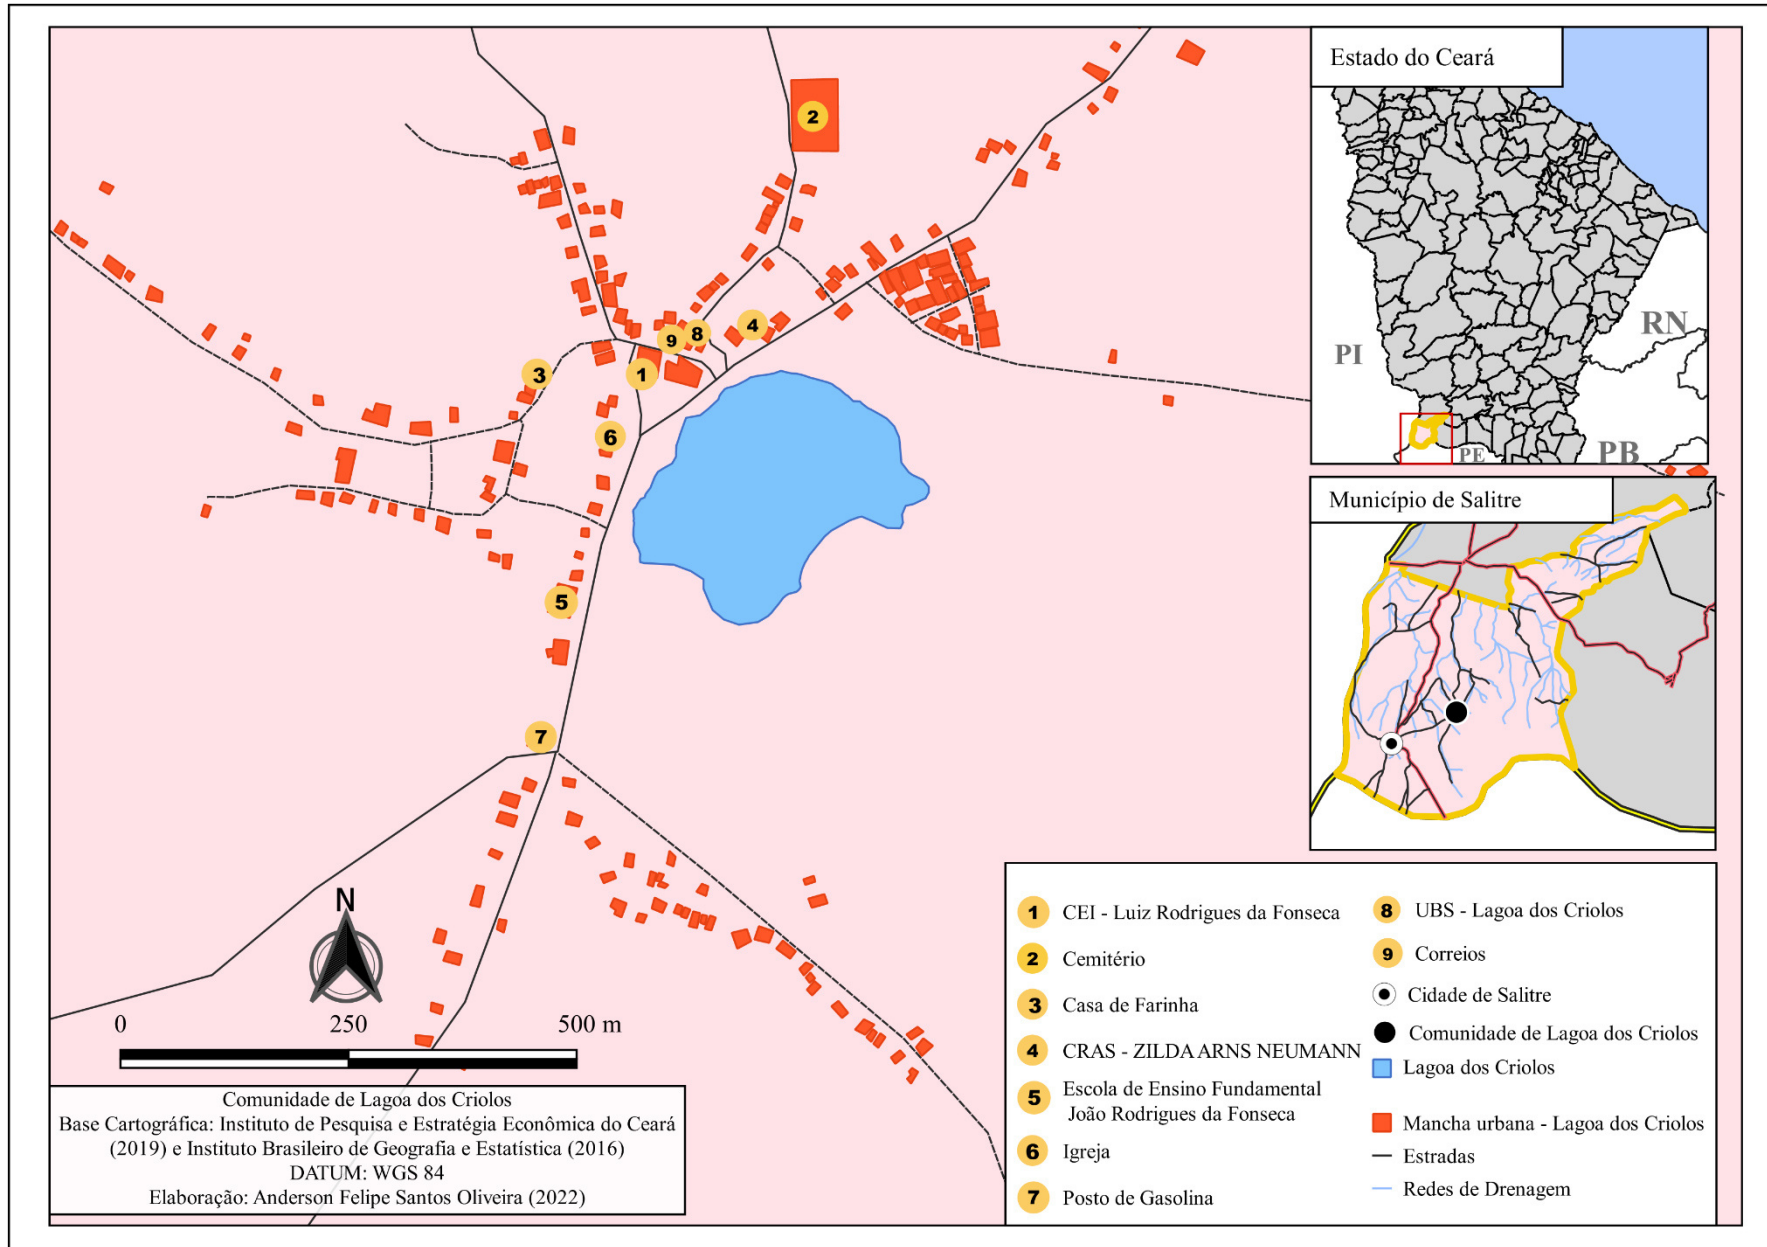 2
8
9
4
1
3
6
5
7
N
0 250 500 m
Comunidade de Lagoa dos Criolos
Base Cartográfica: Instituto de Pesquisa e Estratégia Econômica do Ceará
(2019) e Instituto Brasileiro de Geografia e Estatística (2016)
DATUM: WGS 84
Elaboração: Anderson Felipe Santos Oliveira (2022)
Estado do Ceará
RN
PI
PE
PB
Município de Salitre
1 CEI - Luiz Rodrigues da Fonseca
2 Cemitério
3 Casa de Farinha
4 CRAS - ZILDA ARNS NEUMANN
5 Escola de Ensino Fundamental
João Rodrigues da Fonseca
6 Igreja
7 Posto de Gasolina
8 UBS - Lagoa dos Criolos
9 Correios
Cidade de Salitre
Comunidade de Lagoa dos Criolos
Lagoa dos Criolos
Mancha urbana - Lagoa dos Criolos
Estradas
Redes de Drenagem